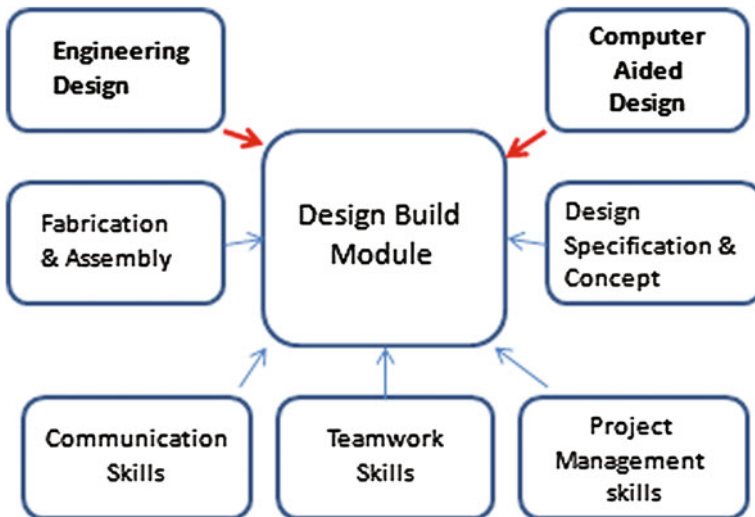 Engineering
Design
Computer
Aided
Design
Design Build
Module
Fabrication
& Assembly
Design
Specification &
Concept
Communication
Skills
Teamwork
Skills
Project
Management
skills